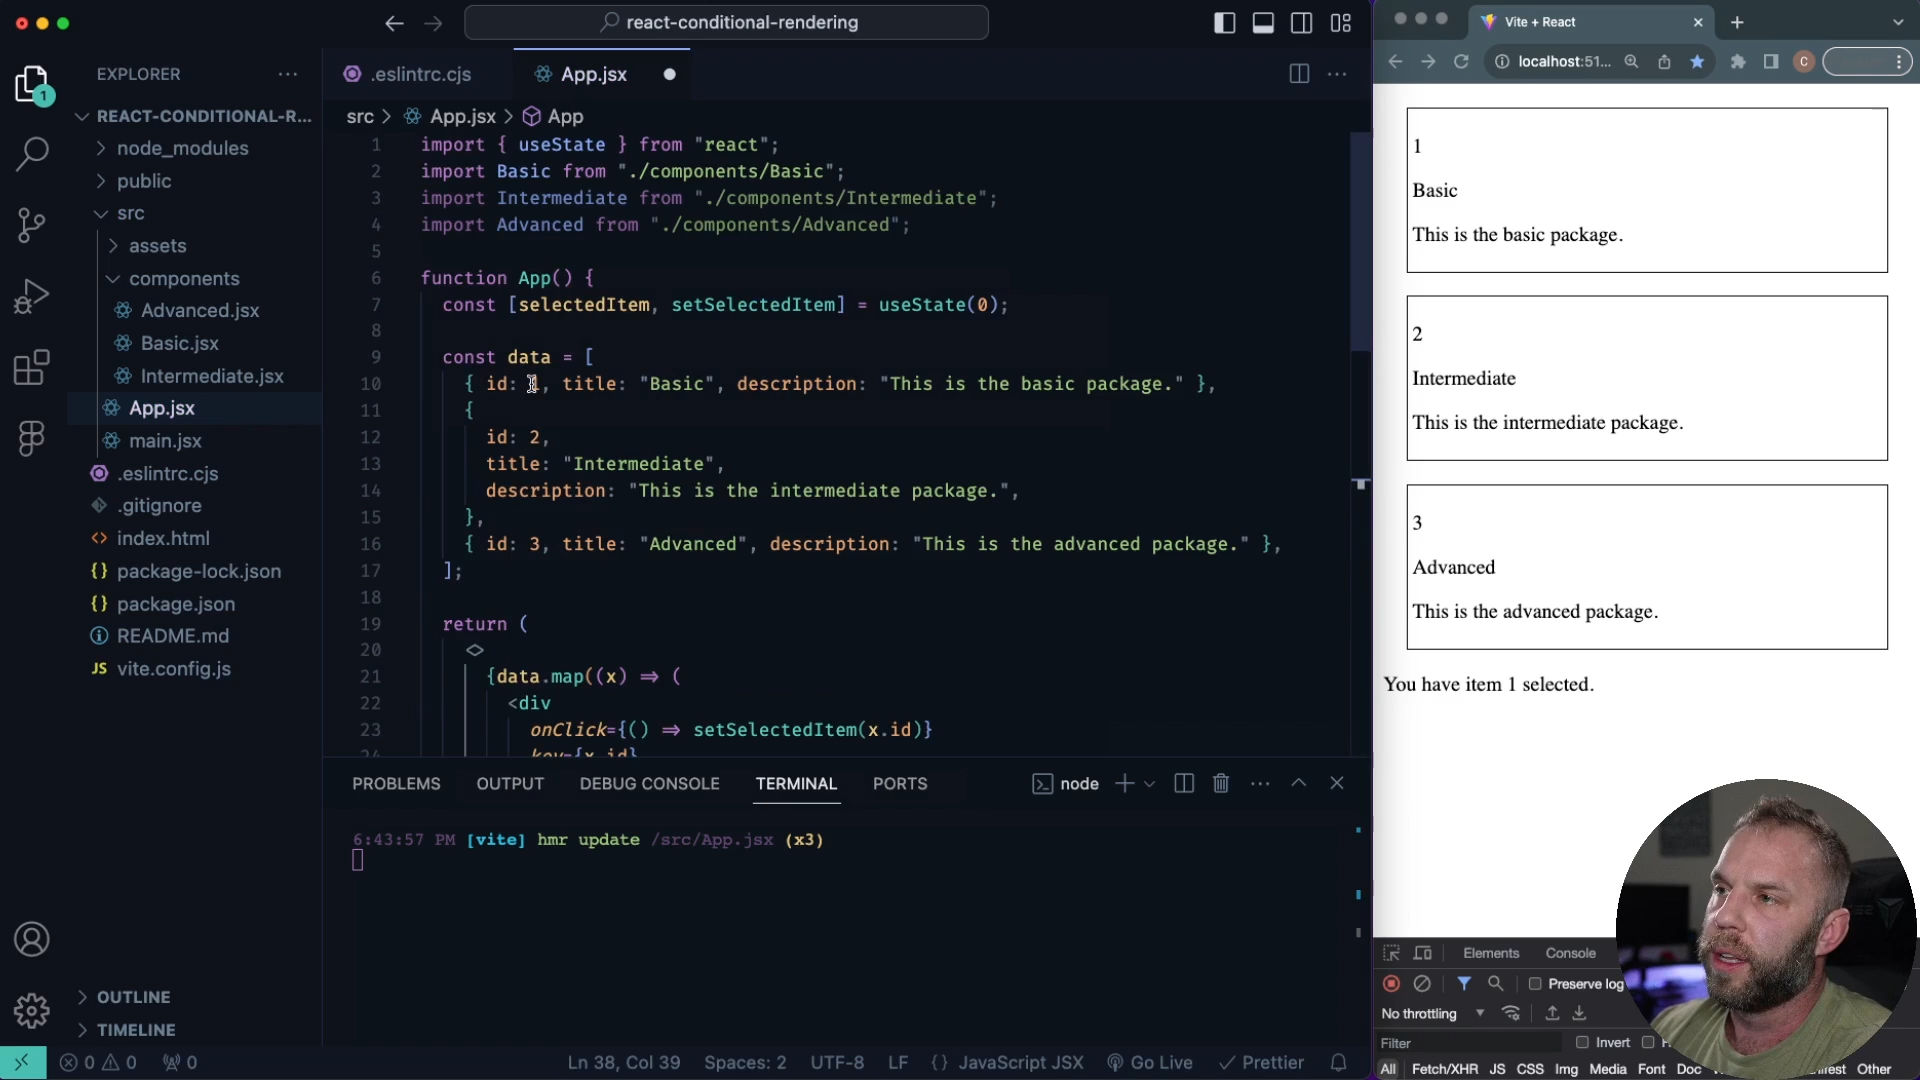 react-conditional-rendering
EXPLORER
1
REACT-CONDITIONAL-R...
node_modules
public
src
assets
components
Advanced.jsx
Basic.jsx
Intermediate.jsx
App.jsx
main.jsx
.eslintrc.cjs
.gitignore
index.html
{} package-lock.json
{} package.json
README.md
JS vite.config.js
OUTLINE
TIMELINE
.eslintrc.cjs
App.jsx
src > App.jsx > App
1 import { useState } from "react";
2 import Basic from "./components/Basic";
3 import Intermediate from "./components/Intermediate";
4 import Advanced from "./components/Advanced";
5
6 function App() {
7 const [selectedItem, setSelectedItem] = useState(0);
8
9 const data = [
10 { id: 1, title: "Basic", description: "This is the basic package." },
11 {
12 id: 2,
13 title: "Intermediate",
14 description: "This is the intermediate package.",
15 },
16 { id: 3, title: "Advanced", description: "This is the advanced package." },
17 ];
18
19 return (
20 <>
21 {data.map((x) => (
22 <div
23 onClick={() => setSelectedItem(x.id)}
24 key={x.id}
PROBLEMS OUTPUT DEBUG CONSOLE TERMINAL PORTS
node
6:43:57 PM [vite] hmr update /src/App.jsx (x3)
0 0 0
Ln 38, Col 39 Spaces: 2 UTF-8 LF {} JavaScript JSX Go Live Prettier
Vite + React
localhost:51...
C
1
Basic
This is the basic package.
2
Intermediate
This is the intermediate package.
3
Advanced
This is the advanced package.
You have item 1 selected.
Elements Console
Preserve log
No throttling
Filter Invert
All Fetch/XHR JS CSS Img Media Font Doc Other